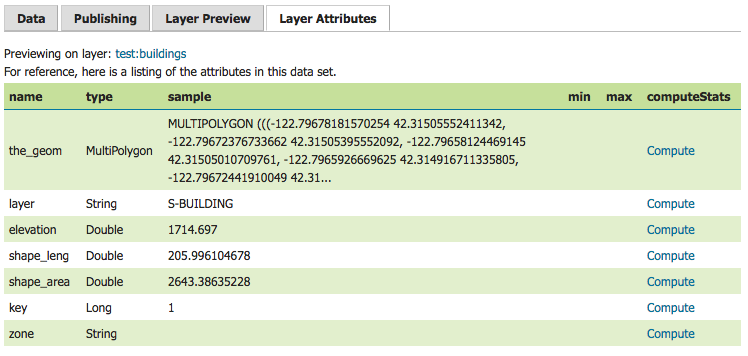 Data Publishing Layer Preview Layer Attributes
Previewing on layer: test:buildings
For reference, here is a listing of the attributes in this data set.
name type sample min max computeStats
the_geom MultiPolygon MULTIPOLYGON (((-122.79678181570254 42.31505552411342,
-122.79672376733662 42.31505395552092, -122.79658124469145
42.31505010709761, -122.7965926669625 42.314916711335805,
-122.79672441910049 42.31... Compute
layer String S-BUILDING Compute
elevation Double 1714.697 Compute
shape_leng Double 205.996104678 Compute
shape_area Double 2643.38635228 Compute
key Long 1 Compute
zone String Compute